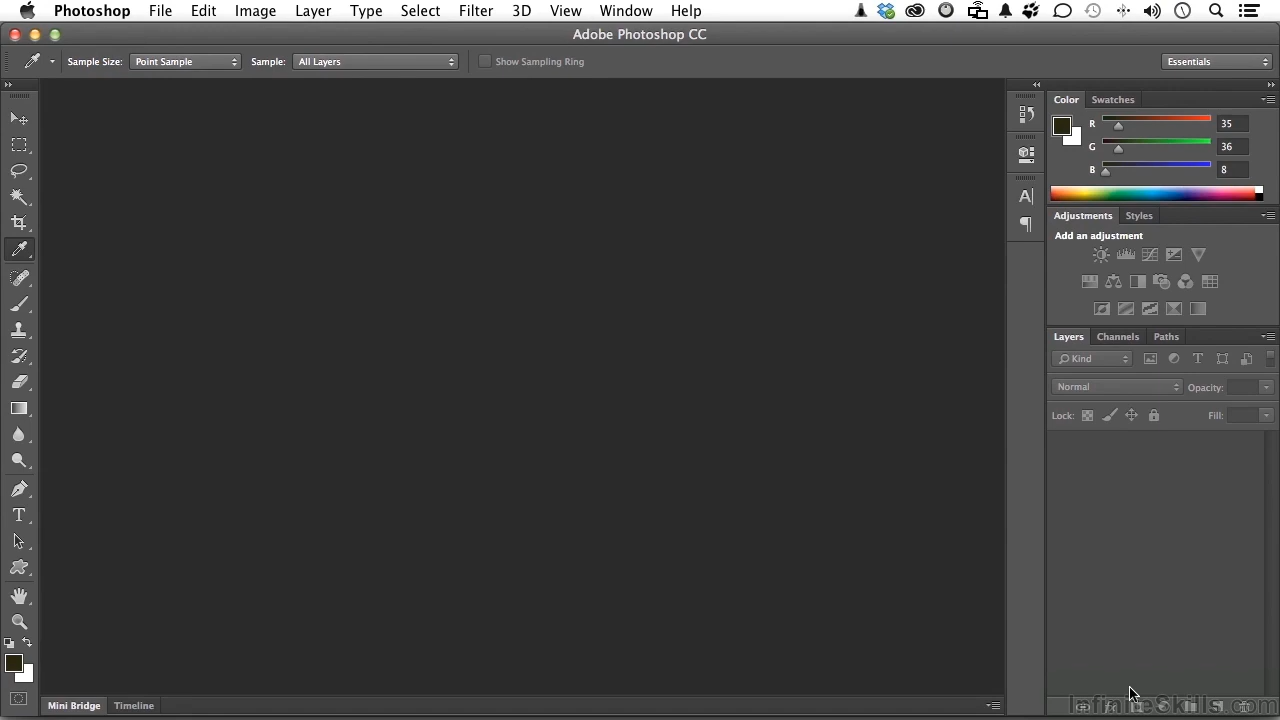 Photoshop File Edit Image Layer Type Select Filter 3D View Window Help
Adobe Photoshop CC
Sample Size: Point Sample Sample: All Layers Show Sampling Ring Essentials
Color Swatches
R 35
G 36
B 8
Adjustments Styles
Add an adjustment
Layers Channels Paths
Kind
Normal Opacity:
Lock: Fill:
Mini Bridge Timeline
InfiniteSkills.com